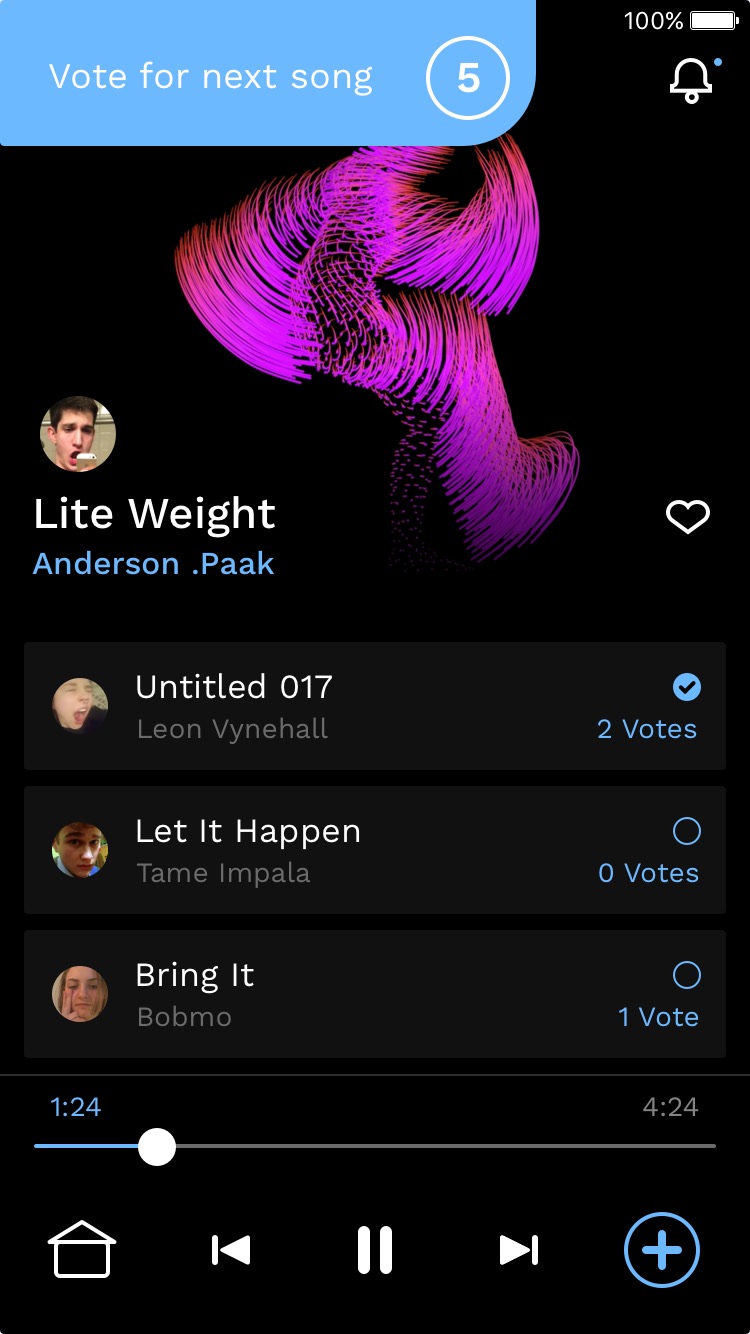 100%
Vote for next song 5
Lite Weight
Anderson .Paak
Untitled 017
Leon Vynehall 2 Votes
Let It Happen
Tame Impala 0 Votes
Bring It
Bobmo 1 Vote
1:24 4:24